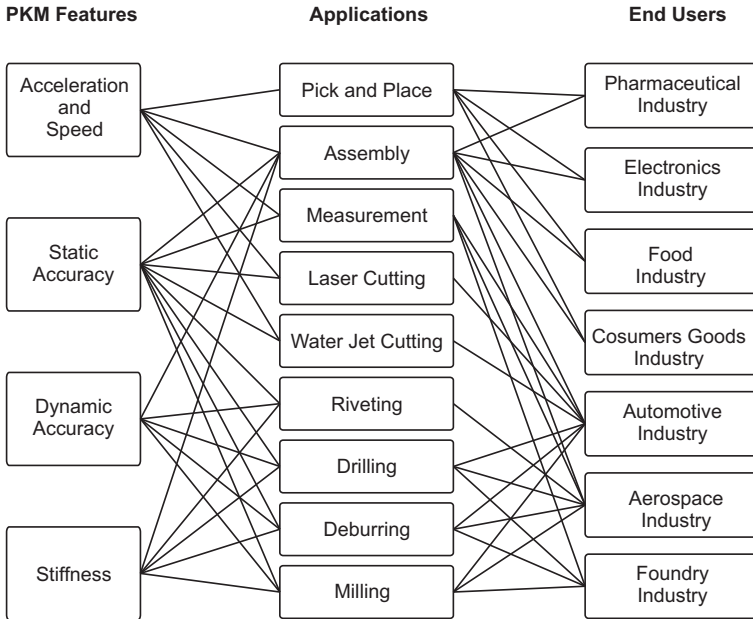 PKM Features
Applications
End Users
Acceleration
and
Speed
Static
Accuracy
Dynamic
Accuracy
Stiffness
Pick and Place
Assembly
Measurement
Laser Cutting
Water Jet Cutting
Riveting
Drilling
Deburring
Milling
Pharmaceutical
Industry
Electronics
Industry
Food
Industry
Cosumers Goods
Industry
Automotive
Industry
Aerospace
Industry
Foundry
Industry